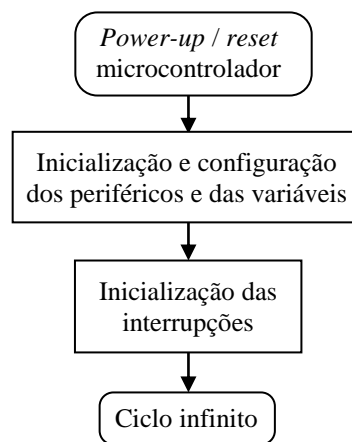 Power-up / reset
microcontrolador
Inicialização e configuração
dos periféricos e das variáveis
Inicialização das
interrupções
Ciclo infinito